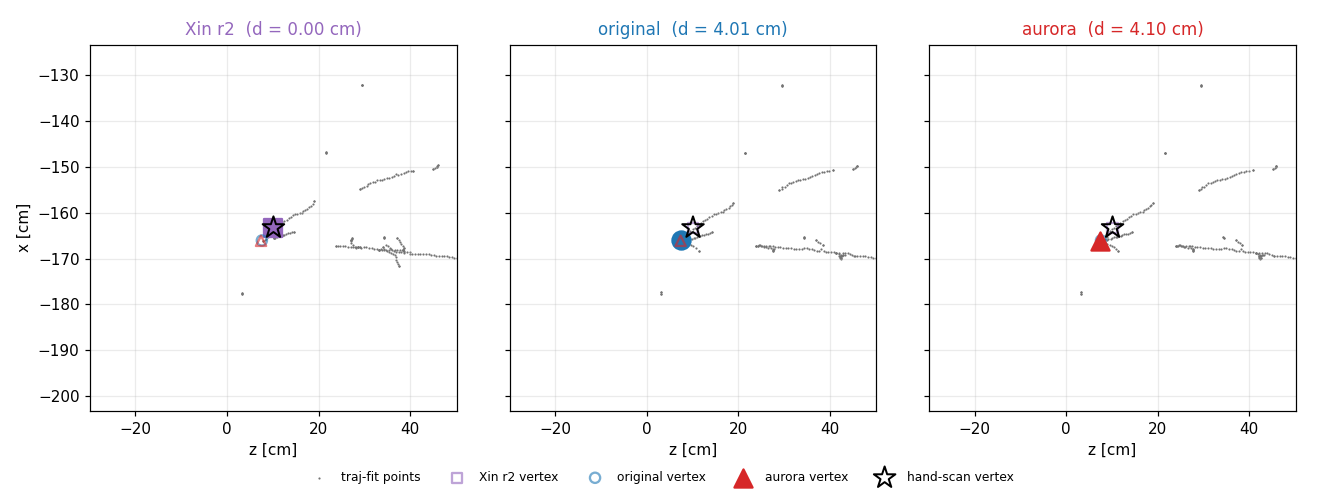 Xin r2  (d = 0.00 cm)
original  (d = 4.01 cm)
aurora  (d = 4.10 cm)
x [cm]
−130
−140
−150
−160
−170
−180
−190
−200
−20 0 20 40
−20 0 20 40
−20 0 20 40
z [cm]
z [cm]
z [cm]
traj-fit points
Xin r2 vertex
original vertex
aurora vertex
hand-scan vertex